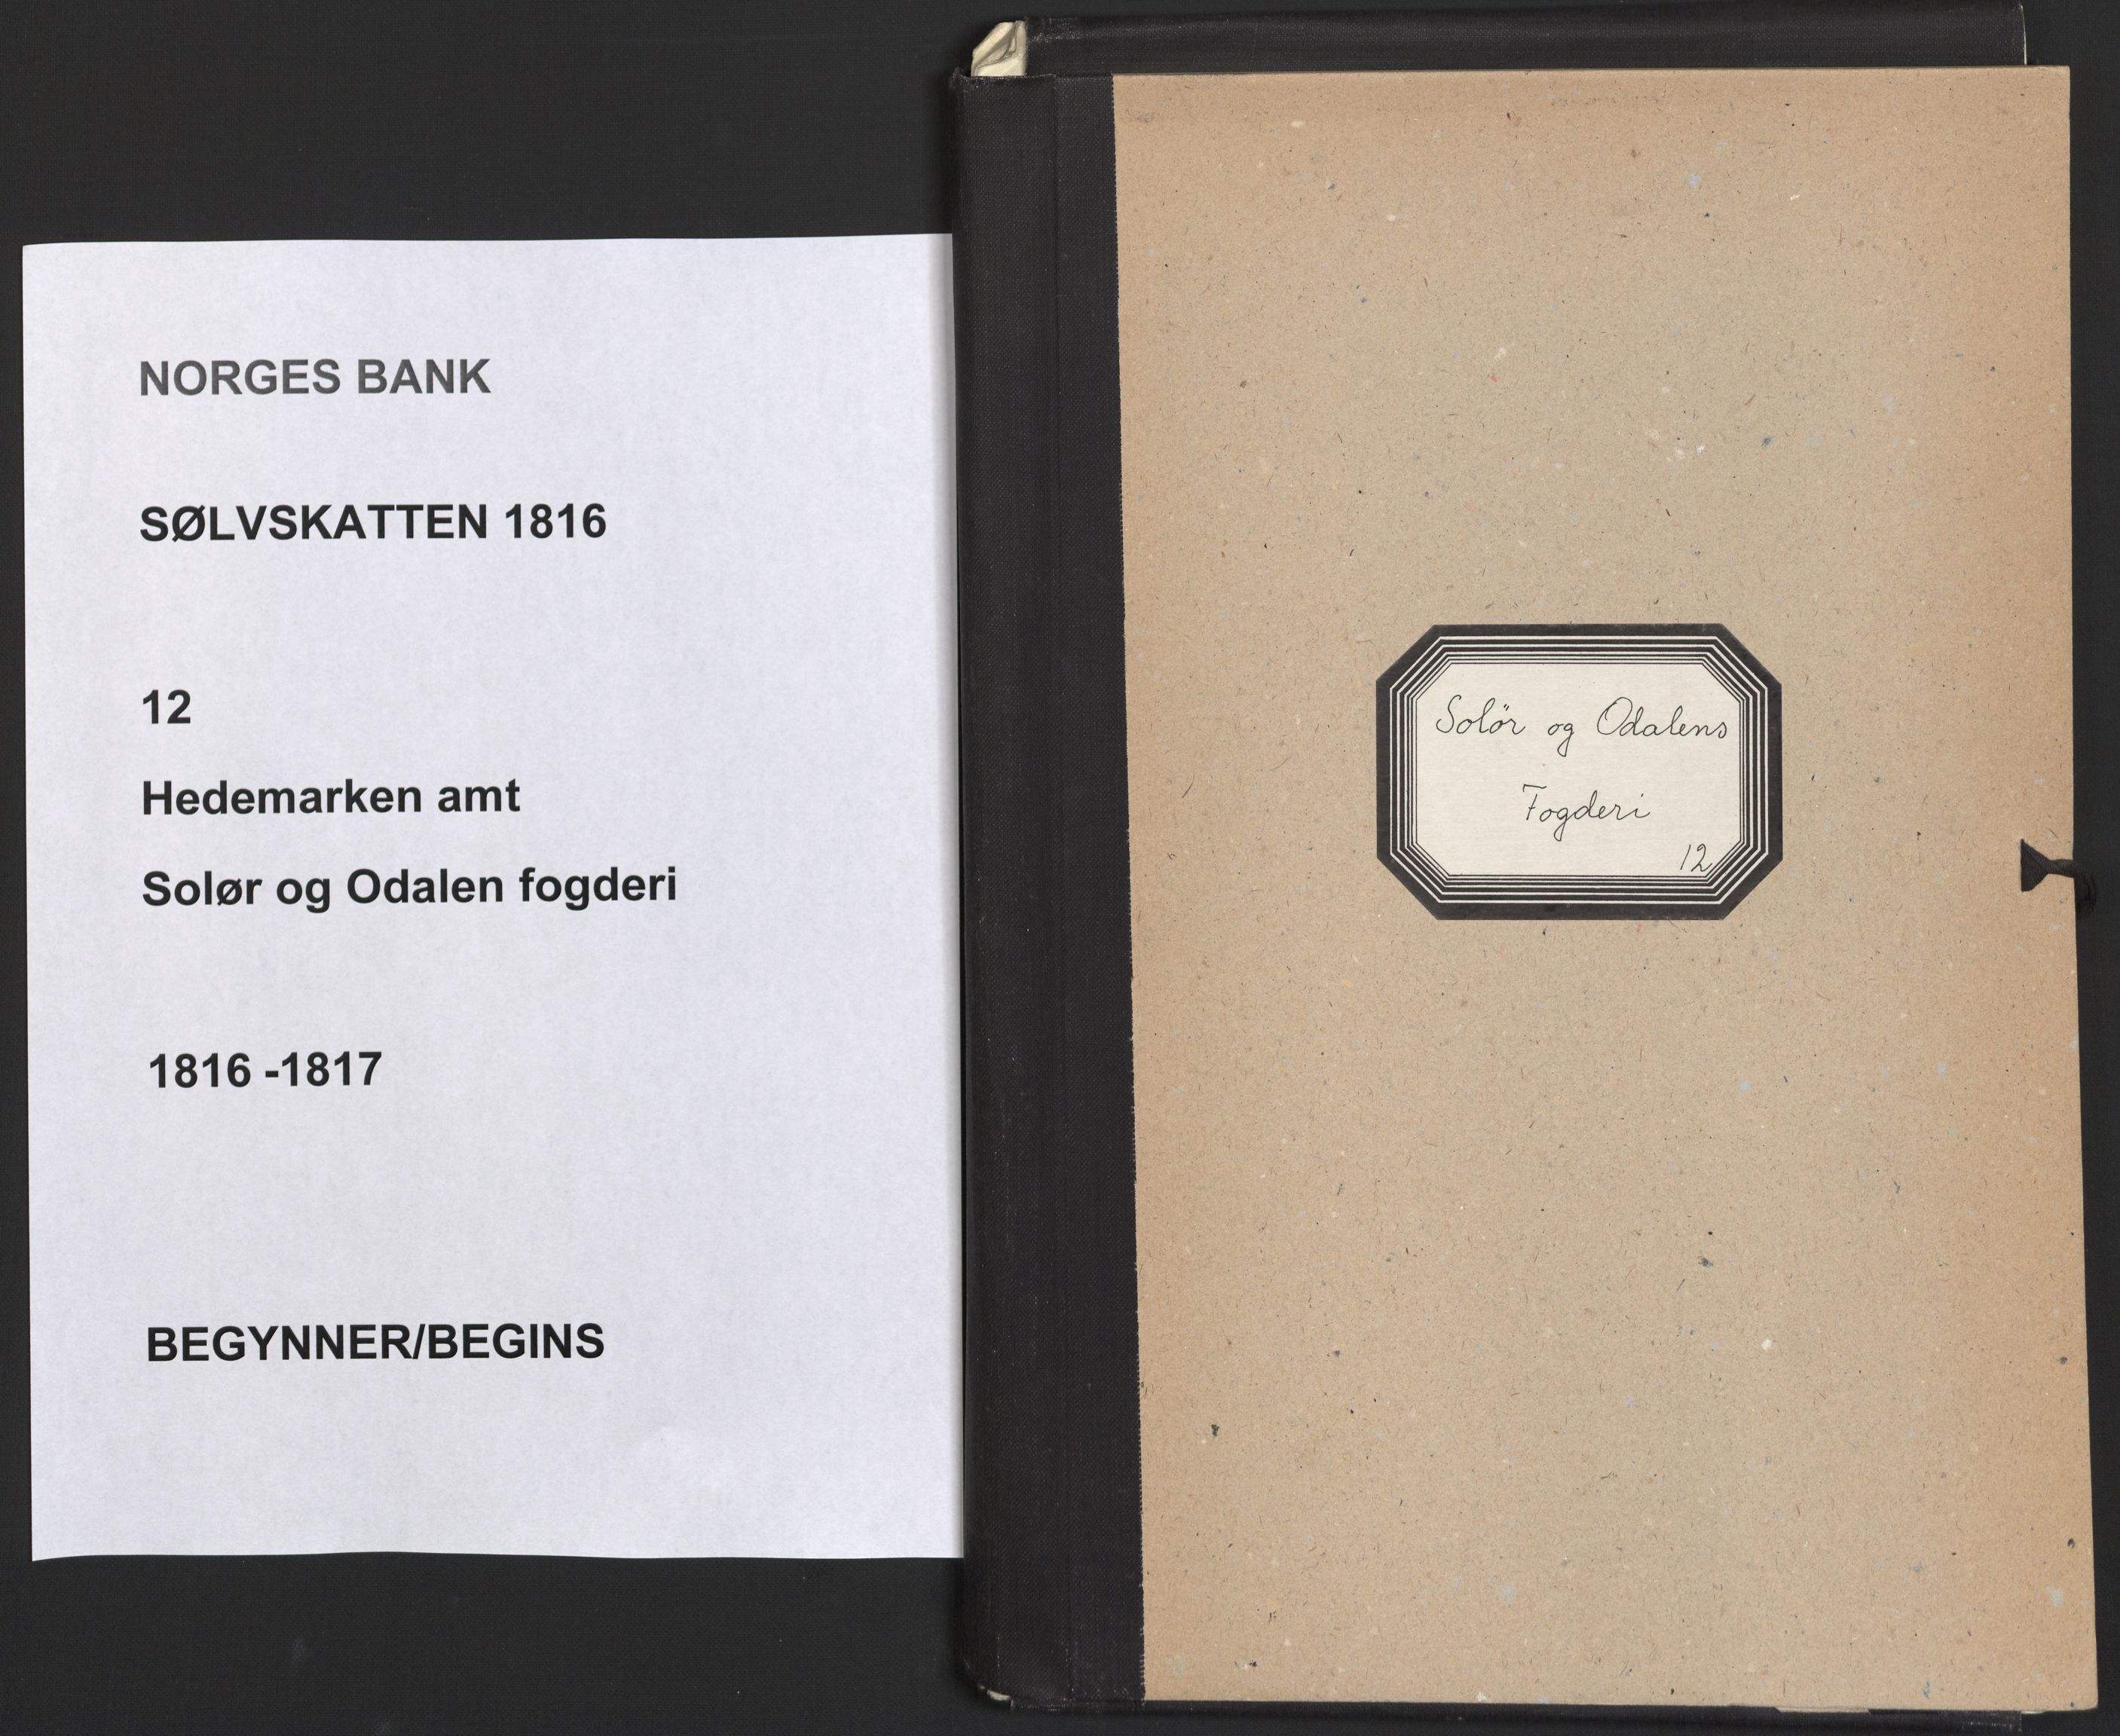 NORGES BANK
SØLVSKATTEN 1816
12
Hedemarken amt
Solør og Odalen fogderi
1816 -1817
BEGYNNER/BEGINS
Solör og Odalens
Fogderi
12